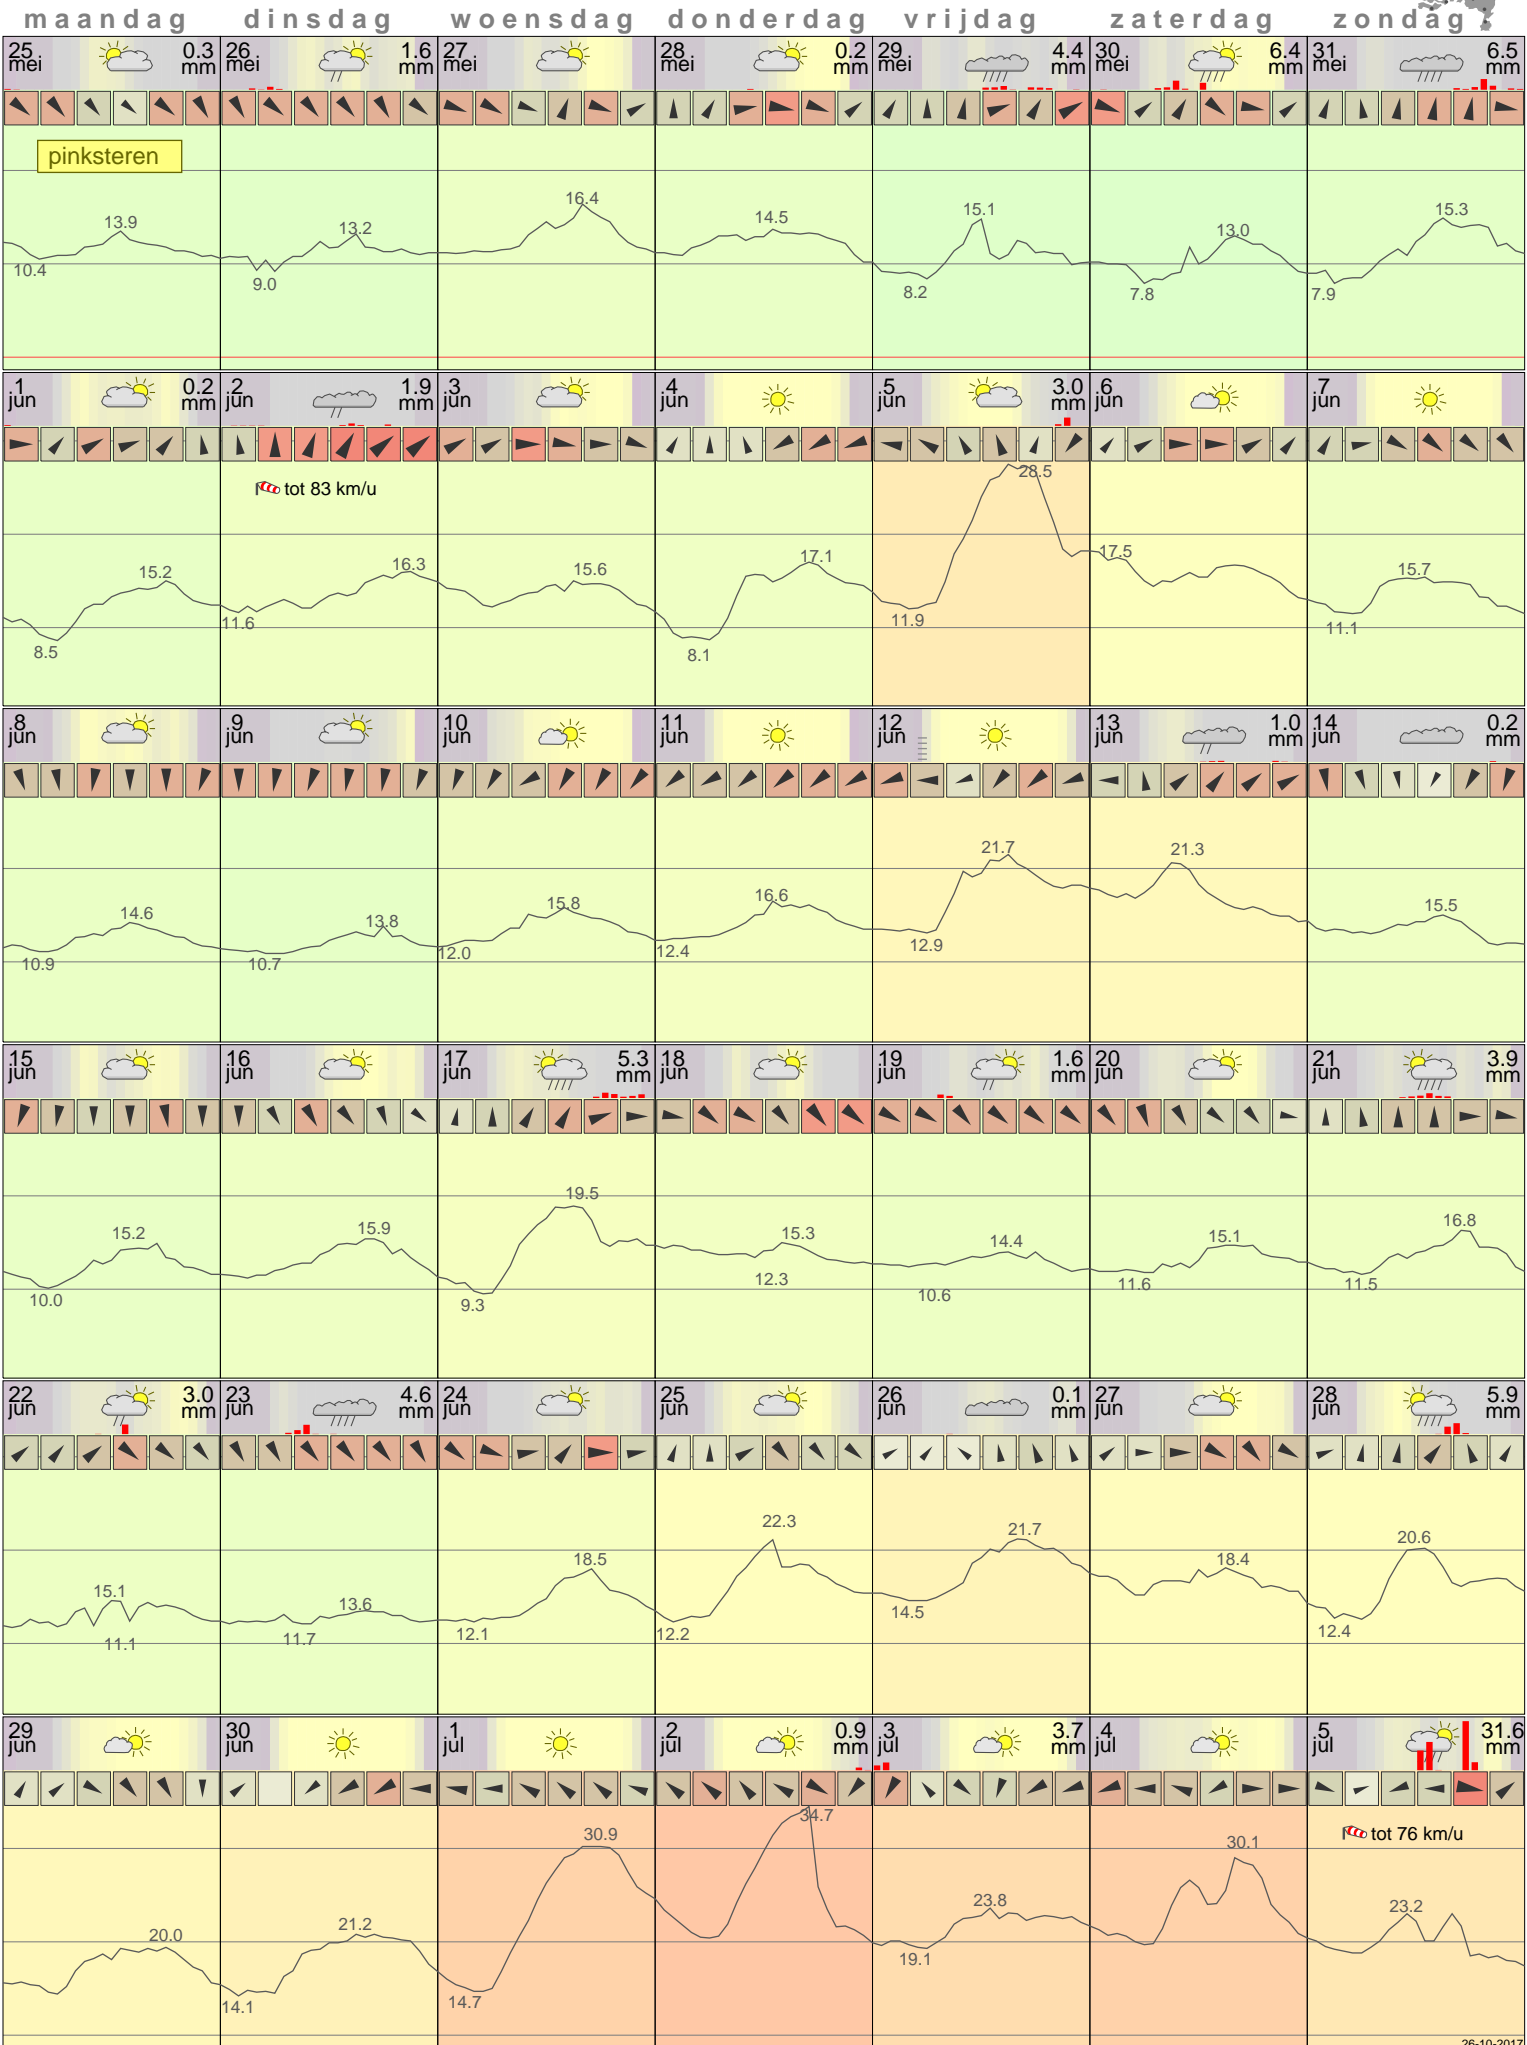 maandag dinsdag woensdag donderdag vrijdag zaterdag zondag
25 mei 0.3 mm 26 mei 1.6 mm 27 mei 28 mei 0.2 mm 29 mei 4.4 mm 30 mei 6.4 mm 31 mei 6.5 mm
pinksteren
13.9 13.2 16.4 14.5 15.1 13.0 15.3
10.4 9.0 8.2 7.8 7.9
1 jun 0.2 mm 2 jun 1.9 mm 3 jun 4 jun 5 jun 3.0 mm 6 jun 7 jun
tot 83 km/u
15.2 16.3 15.6 17.1 28.5 17.5 15.7
8.5 11.6 8.1 11.9 11.1
8 jun 9 jun 10 jun 11 jun 12 jun 13 jun 1.0 mm 14 jun 0.2 mm
14.6 13.8 15.8 16.6 21.7 21.3 15.5
10.9 10.7 12.0 12.4 12.9
15 jun 16 jun 17 jun 5.3 mm 18 jun 19 jun 1.6 mm 20 jun 21 jun 3.9 mm
15.2 15.9 19.5 15.3 14.4 15.1 16.8
10.0 9.3 12.3 10.6 11.6 11.5
22 jun 3.0 mm 23 jun 4.6 mm 24 jun 25 jun 26 jun 0.1 mm 27 jun 28 jun 5.9 mm
15.1 13.6 18.5 22.3 21.7 18.4 20.6
11.1 11.7 12.1 12.2 14.5 12.4
29 jun 30 jun 1 jul 2 jul 0.9 mm 3 jul 3.7 mm 4 jul 5 jul 31.6 mm
tot 76 km/u
20.0 21.2 30.9 34.7 23.8 30.1 23.2
14.1 14.7 19.1
26-10-2017